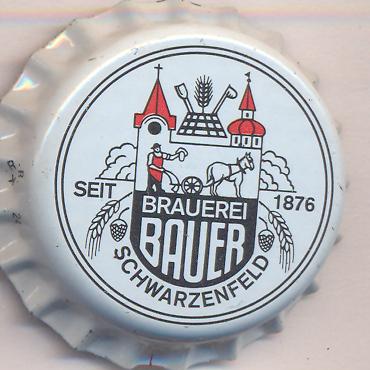 SEIT 1876
BRAUEREI
BAUER
SCHWARZENFELD